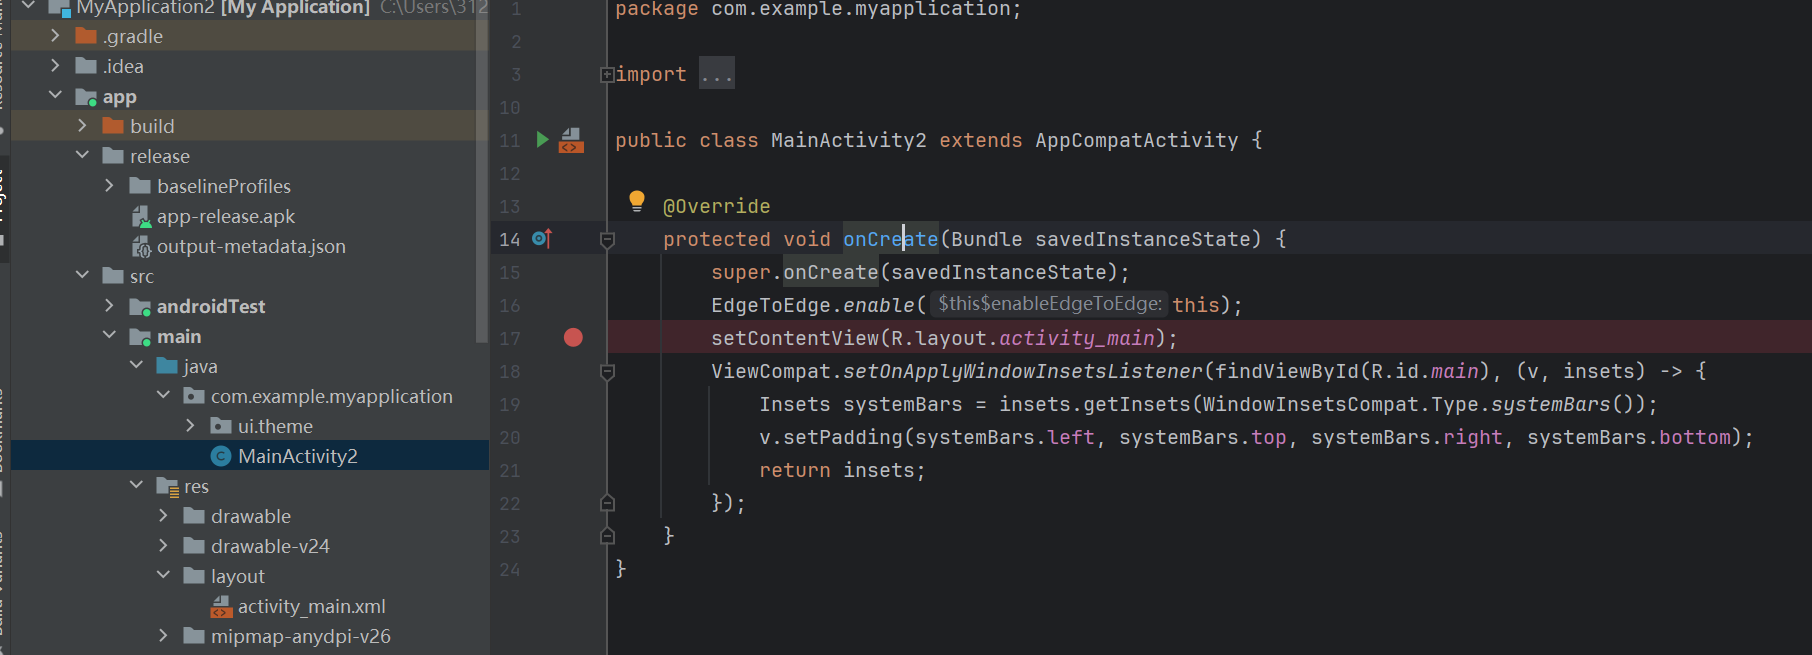 MyApplication2 [My Application] C:\Users\312
.gradle
.idea
app
build
release
baselineProfiles
app-release.apk
output-metadata.json
src
androidTest
main
java
com.example.myapplication
ui.theme
MainActivity2
res
drawable
drawable-v24
layout
activity_main.xml
mipmap-anydpi-v26
1 package com.example.myapplication;
2
3 import ...
10
11 public class MainActivity2 extends AppCompatActivity {
12
13 @Override
14 protected void onCreate(Bundle savedInstanceState) {
15 super.onCreate(savedInstanceState);
16 EdgeToEdge.enable( $this$enableEdgeToEdge: this);
17 setContentView(R.layout.activity_main);
18 ViewCompat.setOnApplyWindowInsetsListener(findViewById(R.id.main), (v, insets) -> {
19 Insets systemBars = insets.getInsets(WindowInsetsCompat.Type.systemBars());
20 v.setPadding(systemBars.left, systemBars.top, systemBars.right, systemBars.bottom);
21 return insets;
22 });
23 }
24 }